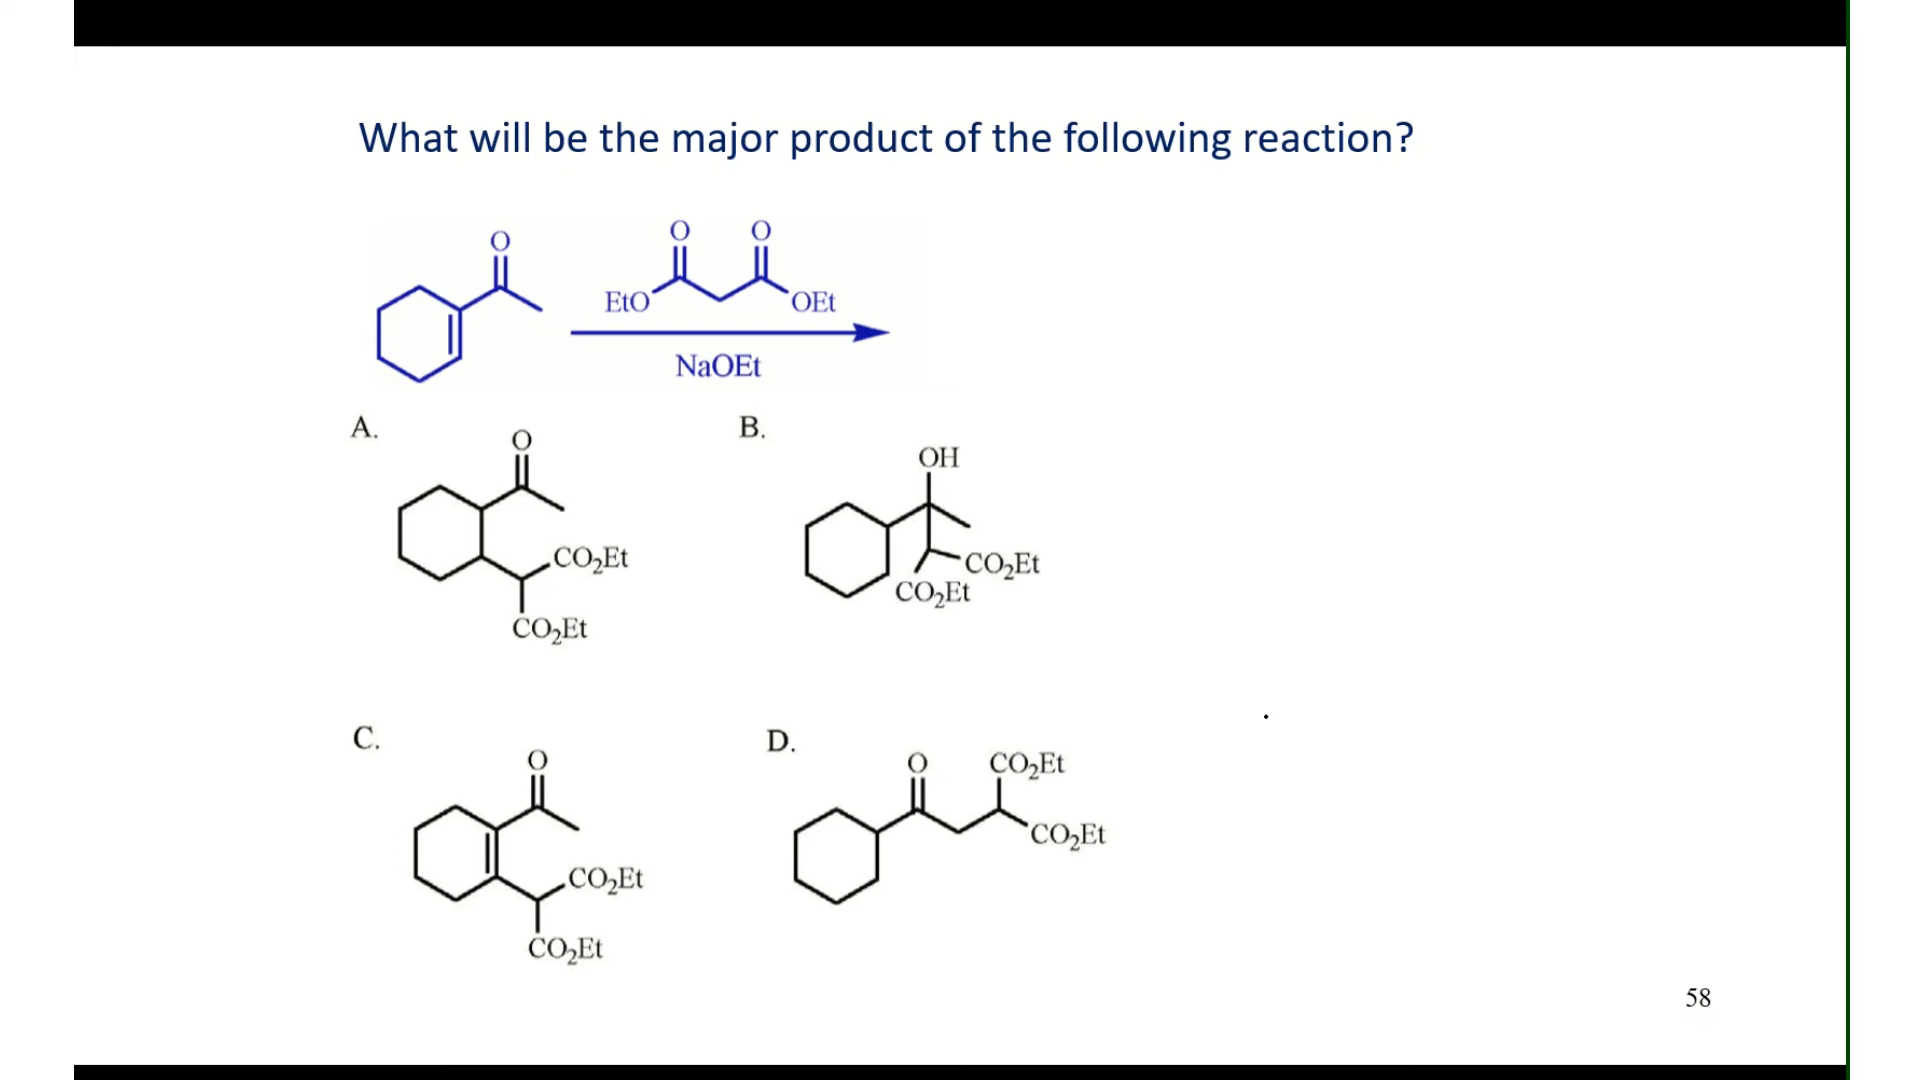 What will be the major product of the following reaction?
O
O
O
EtO
OEt
NaOEt
A.
O
CO₂Et
CO₂Et
B.
OH
CO₂Et
CO₂Et
C.
O
CO₂Et
CO₂Et
D.
O
CO₂Et
CO₂Et
58